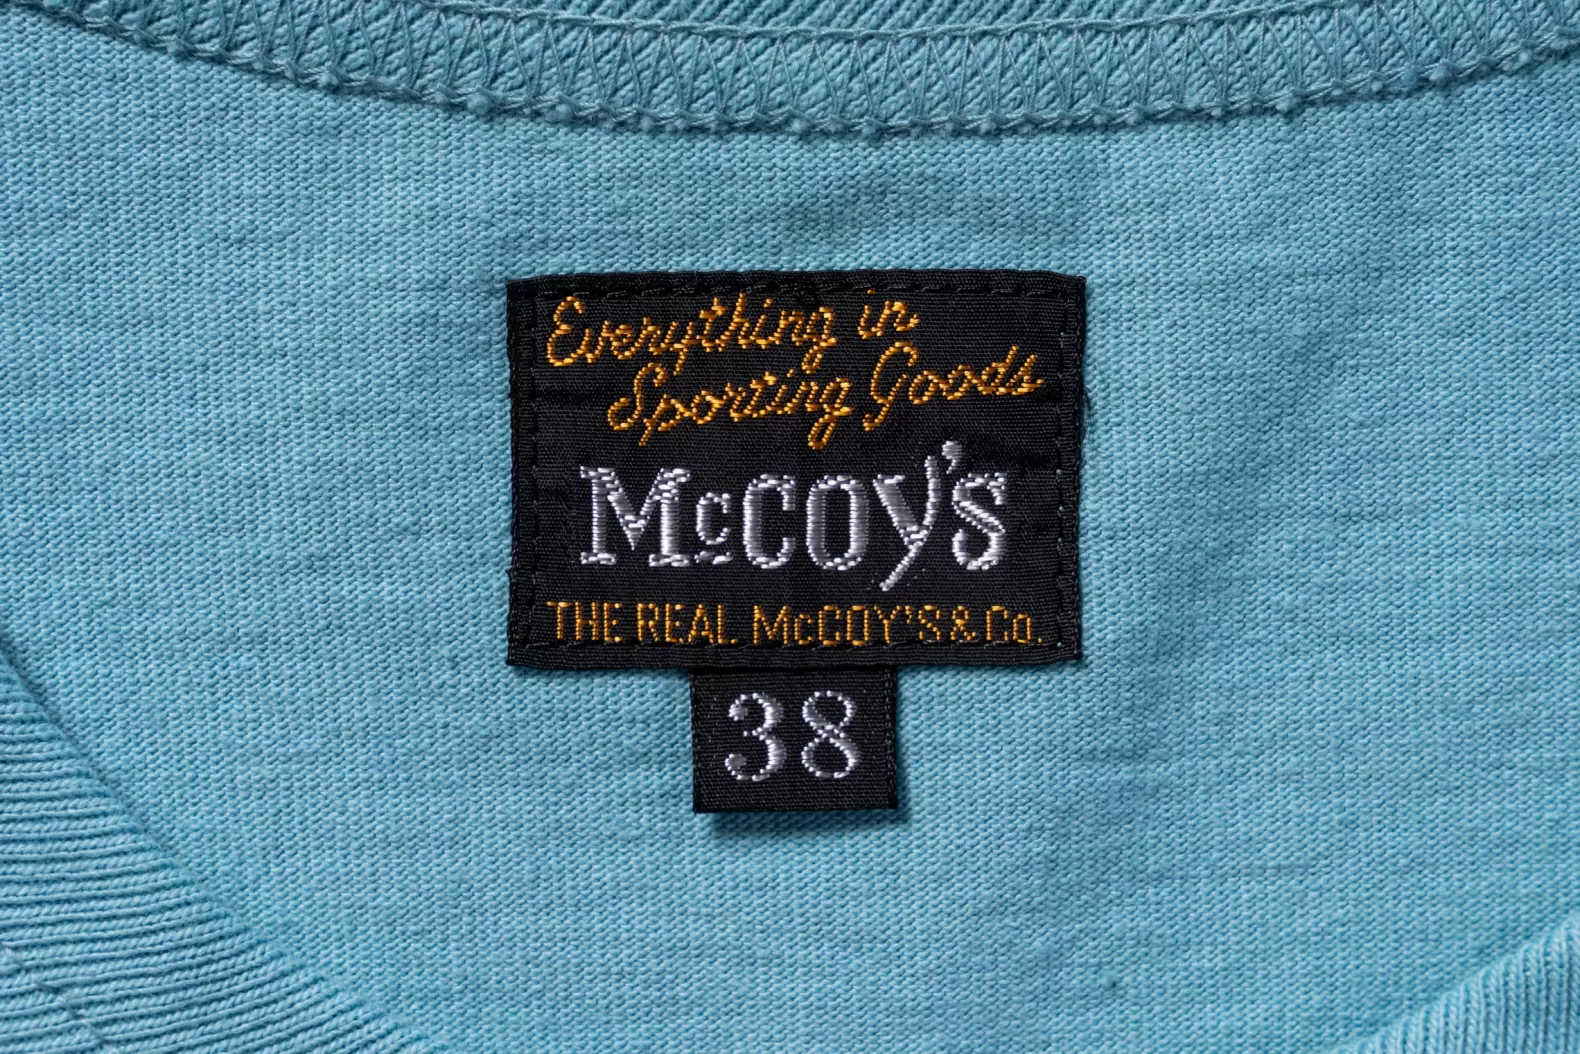 Everything in
Sporting Goods
McCOY'S
THE REAL McCOY'S & Co.
38